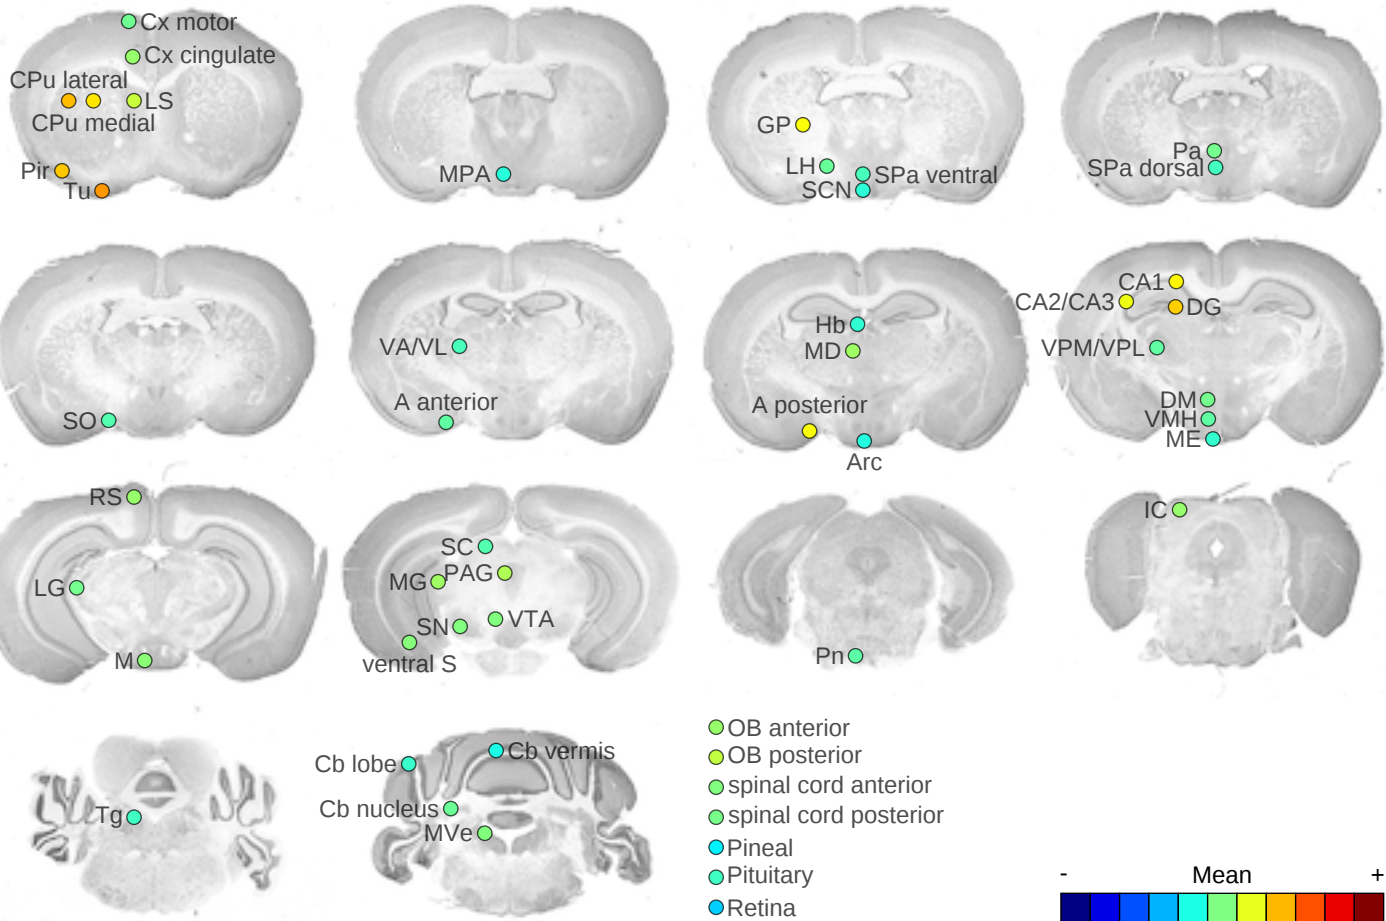 Cx motor
Cx cingulate
CPu lateral
LS
CPu medial
Pir
Tu
MPA
GP
LH
SPa ventral
SCN
Pa
SPa dorsal
SO
VA/VL
A anterior
Hb
MD
A posterior
Arc
CA1
CA2/CA3
DG
VPM/VPL
DM
VMH
ME
RS
LG
M
SC
PAG
MG
VTA
SN
ventral S
Pn
IC
Tg
Cb vermis
Cb lobe
Cb nucleus
MVe
OB anterior
OB posterior
spinal cord anterior
spinal cord posterior
Pineal
Pituitary
Retina
- Mean +